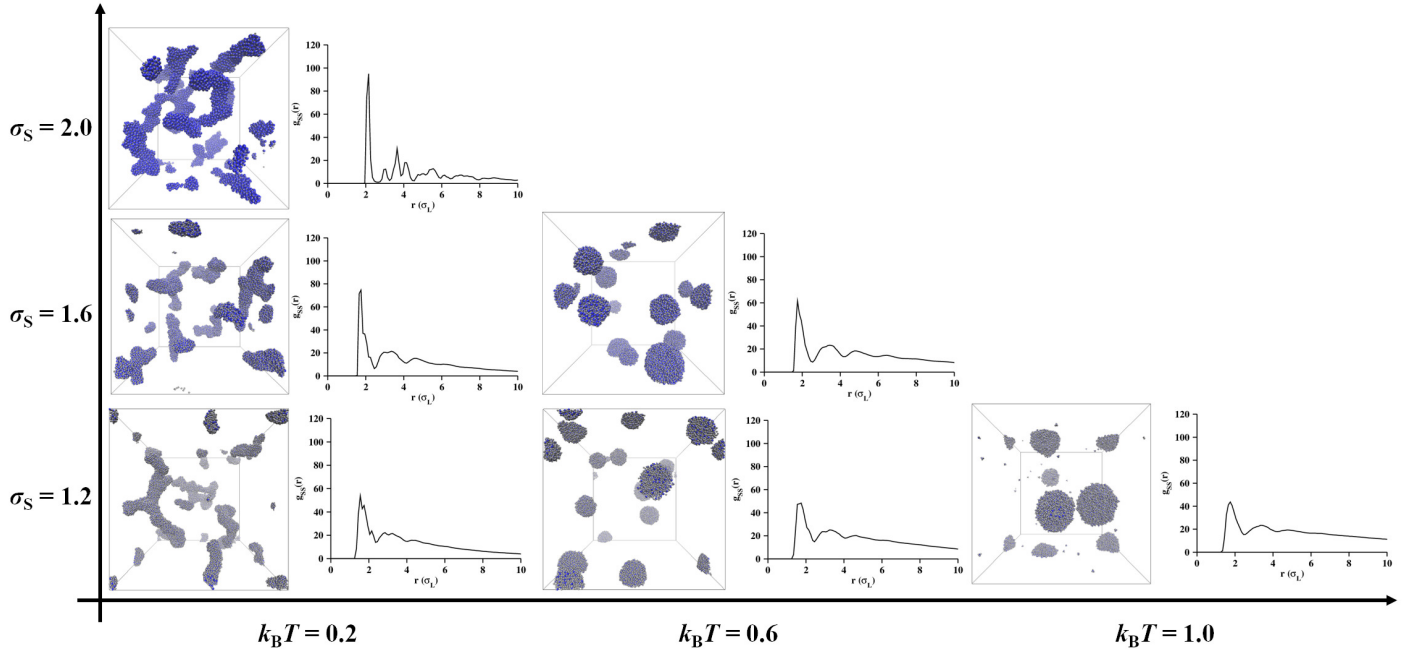 σS = 2.0
120
100
80
60
40
20
0
gSS(r)
0 2 4 6 8 10
r (σL)
σS = 1.6
120
100
80
60
40
20
0
gSS(r)
0 2 4 6 8 10
r (σL)
120
100
80
60
40
20
0
gSS(r)
0 2 4 6 8 10
r (σL)
σS = 1.2
120
100
80
60
40
20
0
gSS(r)
0 2 4 6 8 10
r (σL)
120
100
80
60
40
20
0
gSS(r)
0 2 4 6 8 10
r (σL)
120
100
80
60
40
20
0
gSS(r)
0 2 4 6 8 10
r (σL)
kBT = 0.2
kBT = 0.6
kBT = 1.0